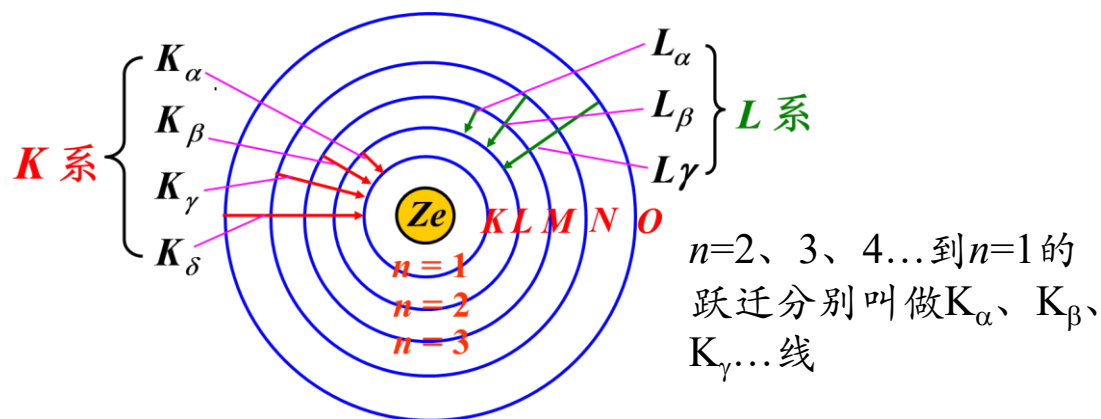 K 系
Kα
Kβ
Kγ
Kδ
Lα
Lβ
Lγ
L 系
Ze
K L M N O
n = 1
n = 2
n = 3
n=2、3、4…到n=1的
跃迁分别叫做Kα、Kβ、
Kγ…线